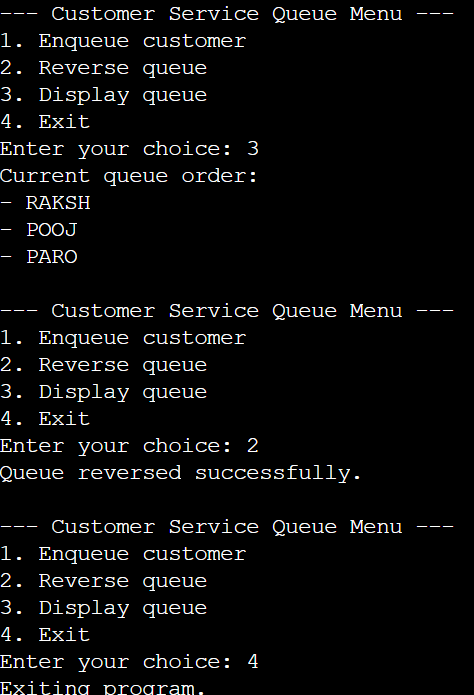 --- Customer Service Queue Menu ---
1. Enqueue customer
2. Reverse queue
3. Display queue
4. Exit
Enter your choice: 3
Current queue order:
- RAKSH
- POOJ
- PARO
--- Customer Service Queue Menu ---
1. Enqueue customer
2. Reverse queue
3. Display queue
4. Exit
Enter your choice: 2
Queue reversed successfully.
--- Customer Service Queue Menu ---
1. Enqueue customer
2. Reverse queue
3. Display queue
4. Exit
Enter your choice: 4
Exiting program.